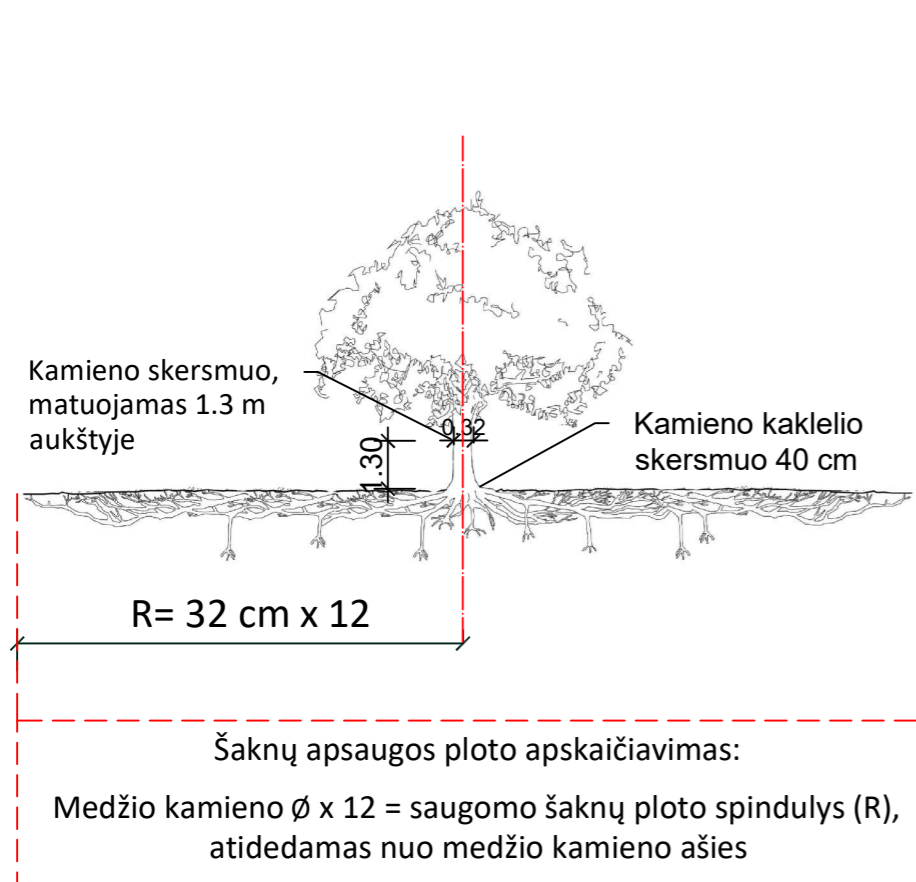 Kamieno skersmuo,
matuojamas 1.3 m
aukštyje
0,32
1.30
Kamieno kaklelio
skersmuo 40 cm
R= 32 cm x 12
Šaknų apsaugos ploto apskaičiavimas:
Medžio kamieno Ø x 12 = saugomo šaknų ploto spindulys (R),
atidedamas nuo medžio kamieno ašies